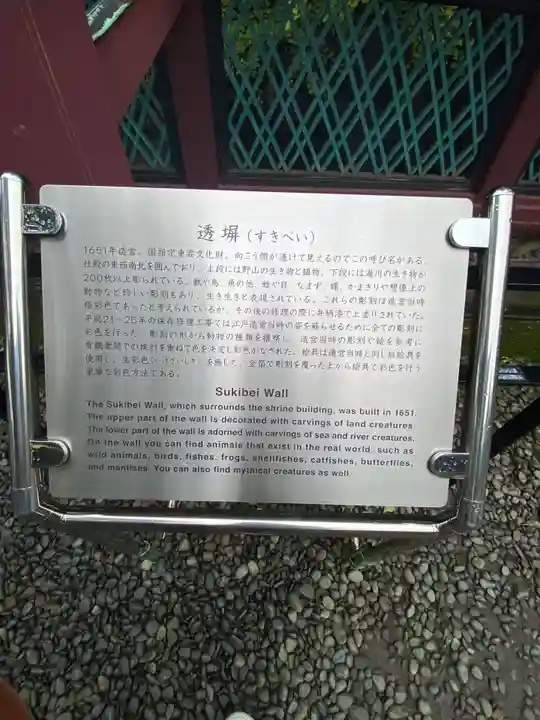 透塀(すきべい)
1651年造営。国指定重要文化財。向こう側が透けて見えるのでこの呼び名がある。
社殿の東西南北を囲んでおり、上段には野山の生き物と植物、下段には海川の生き物が
200枚以上彫られている。獣や鳥、魚の他、蛙や貝、なまず、蝶、かまきりや想像上の
動物など珍しい彫刻もあり、生き生きと表現されている。これらの彫刻は造営当時
極彩色であったと考えられているが、その後の修理の際に弁柄漆で上塗りされていた。
平成21~25年の保存修理工事では江戸造営当時の姿を蘇らせるために全ての彫刻に
彩色を行った。彫刻の形から動物の種類を推察し、造営当時の彫刻や絵を参考に
有識者間での検討を重ねて色を決定し彩色がなされた。絵具は造営当時と同じ岩絵具を
使用し、生彩色(いけざいしき)を施した。金箔で彫刻を覆った上から絵具で彩色を行う
豪華な彩色方法である。
Sukibei Wall
The Sukibei Wall, which surrounds the shrine building, was built in 1651.
The upper part of the wall is decorated with carvings of land creatures
The lower part of the wall is adorned with carvings of sea and river creatures.
On the wall you can find animals that exist in the real world, such as
wild animals, birds, fishes, frogs, shellfishes, catfishes, butterflies,
and mantises. You can also find mythical creatures as well.